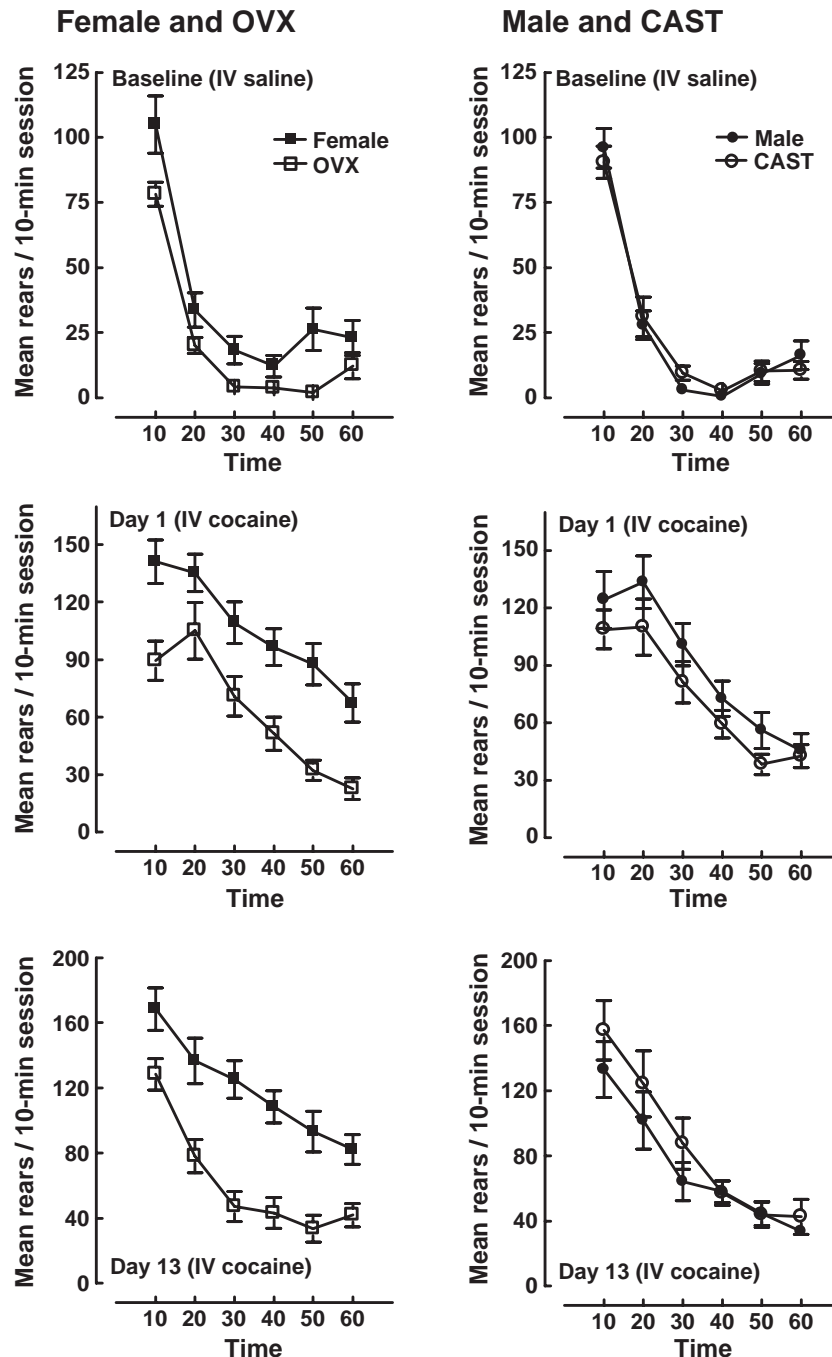 Female and OVX
Male and CAST
Baseline (IV saline)
Mean rears / 10-min session
125
100
75
50
25
0
Female
OVX
10 20 30 40 50 60
Time
Baseline (IV saline)
Mean rears / 10-min session
125
100
75
50
25
0
Male
CAST
10 20 30 40 50 60
Time
Day 1 (IV cocaine)
Mean rears / 10-min session
150
120
90
60
30
0
10 20 30 40 50 60
Time
Day 1 (IV cocaine)
Mean rears / 10-min session
150
120
90
60
30
0
10 20 30 40 50 60
Time
Mean rears / 10-min session
200
160
120
80
40
0
Day 13 (IV cocaine)
10 20 30 40 50 60
Time
Mean rears / 10-min session
200
160
120
80
40
0
Day 13 (IV cocaine)
10 20 30 40 50 60
Time